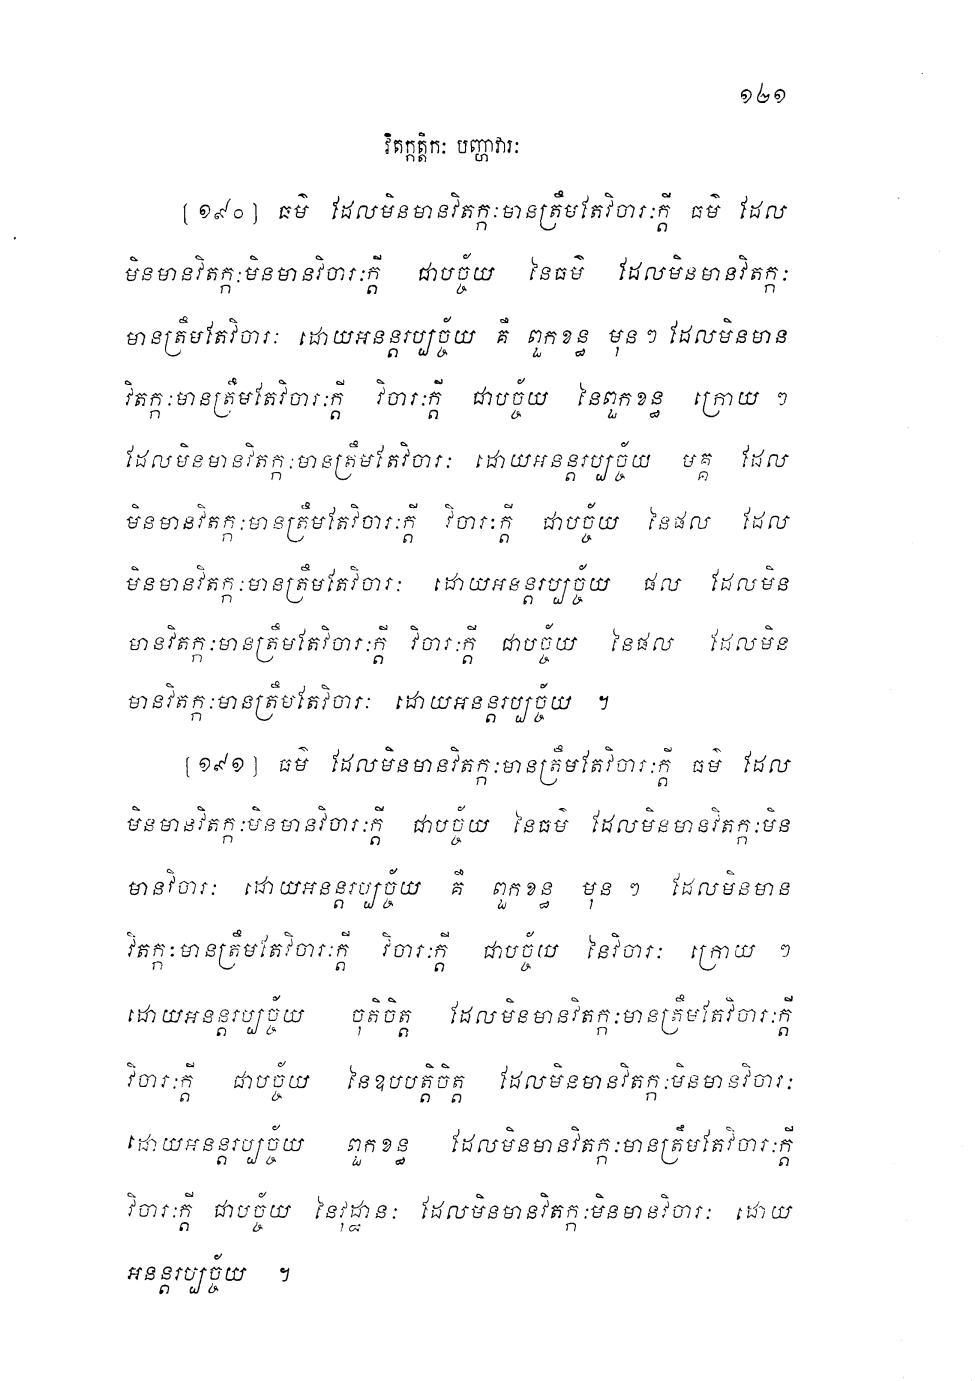 ១២១
វិតក្កត្តិកៈ បញ្ហាវារៈ
(១៩០) ធម៌ ដែលមិនមានវិតក្កៈមានត្រឹមតែវិចារៈក្តី ធម៌ ដែល
មិនមានវិតក្កៈមិនមានវិចារៈក្តី ជាបច្ច័យ នៃធម៌ ដែលមិនមានវិតក្កៈ
មានត្រឹមតែវិចារៈ ដោយអនន្តរប្បច្ច័យ គឺ ពួកខន្ធ មុនៗ ដែលមិនមាន
វិតក្កៈមានត្រឹមតែវិចារៈក្តី វិចារៈក្តី ជាបច្ច័យ នៃពួកខន្ធ ក្រោយ ៗ
ដែលមិនមានវិតក្កៈមានត្រឹមតែវិចារៈ ដោយអនន្តរប្បច្ច័យ មគ្គ ដែល
មិនមានវិតក្កៈមានត្រឹមតែវិចារៈក្តី វិចារៈក្តី ជាបច្ច័យ នៃផល ដែល
មិនមានវិតក្កៈមានត្រឹមតែវិចារៈ ដោយអនន្តរប្បច្ច័យ ផល ដែលមិន
មានវិតក្កៈមានត្រឹមតែវិចារៈក្តី វិចារៈក្តី ជាបច្ច័យ នៃផល ដែលមិន
មានវិតក្កៈមានត្រឹមតែវិចារៈ ដោយអនន្តរប្បច្ច័យ ។
(១៩១) ធម៌ ដែលមិនមានវិតក្កៈមានត្រឹមតែវិចារៈក្តី ធម៌ ដែល
មិនមានវិតក្កៈមិនមានវិចារៈក្តី ជាបច្ច័យ នៃធម៌ ដែលមិនមានវិតក្កៈមិន
មានវិចារៈ ដោយអនន្តរប្បច្ច័យ គឺ ពួកខន្ធ មុន ៗ ដែលមិនមាន
វិតក្កៈមានត្រឹមតែវិចារៈក្តី វិចារៈក្តី ជាបច្ច័យ នៃវិចារៈ ក្រោយ ៗ
ដោយអនន្តរប្បច្ច័យ ចុតិចិត្ត ដែលមិនមានវិតក្កៈមានត្រឹមតែវិចារៈក្តី
វិចារៈក្តី ជាបច្ច័យ នៃឧបបត្តិចិត្ត ដែលមិនមានវិតក្កៈមិនមានវិចារៈ
ដោយអនន្តរប្បច្ច័យ ពួកខន្ធ ដែលមិនមានវិតក្កៈមានត្រឹមតែវិចារៈក្តី
វិចារៈក្តី ជាបច្ច័យ នៃវុដ្ឋានៈ ដែលមិនមានវិតក្កៈមិនមានវិចារៈ ដោយ
អនន្តរប្បច្ច័យ ។